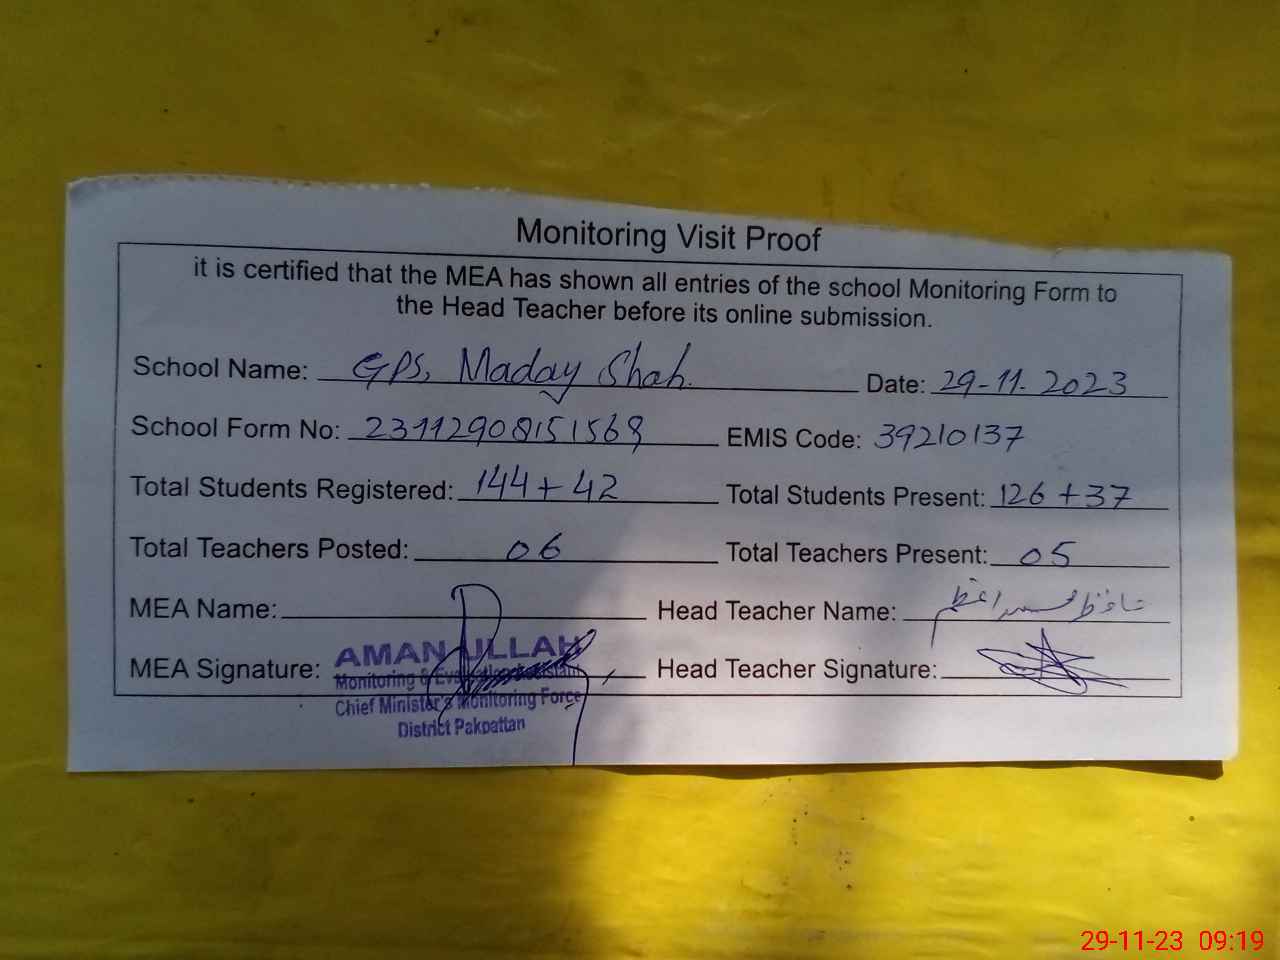 Monitoring Visit Proof
it is certified that the MEA has shown all entries of the school Monitoring Form to
the Head Teacher before its online submission.
School Name: GPS, Maday Shah. Date: 29-11-2023
School Form No: 23112908151568 EMIS Code: 39210137
Total Students Registered: 144+42 Total Students Present: 126+37
Total Teachers Posted: 06 Total Teachers Present: 05
MEA Name: Head Teacher Name: حافظ محمد اعظم
MEA Signature: Head Teacher Signature:
AMAN ULLAH
Monitoring & Evaluation Assistant
Chief Minister's Monitoring Force
District Pakpattan
29-11-23 09:19